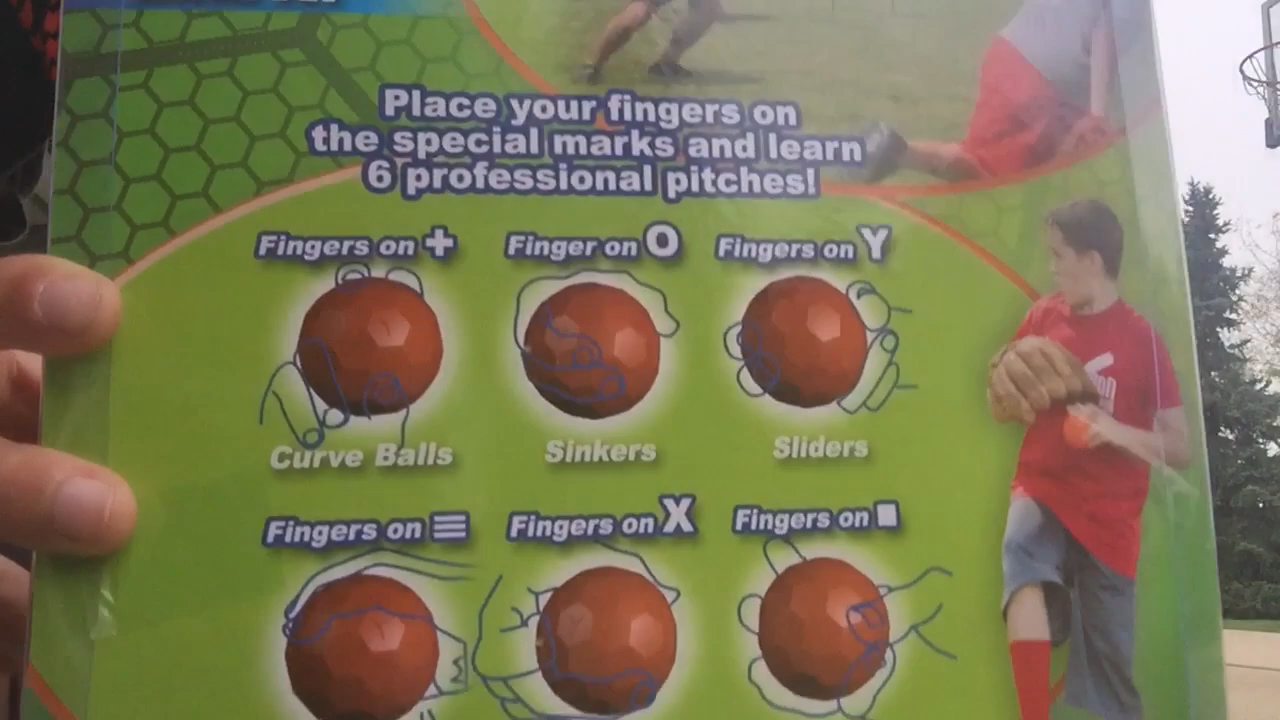 Place your fingers on
the special marks and learn
6 professional pitches!
Fingers on +
Finger on O
Fingers on Y
Curve Balls
Sinkers
Sliders
Fingers on ≡
Fingers on X
Fingers on ■